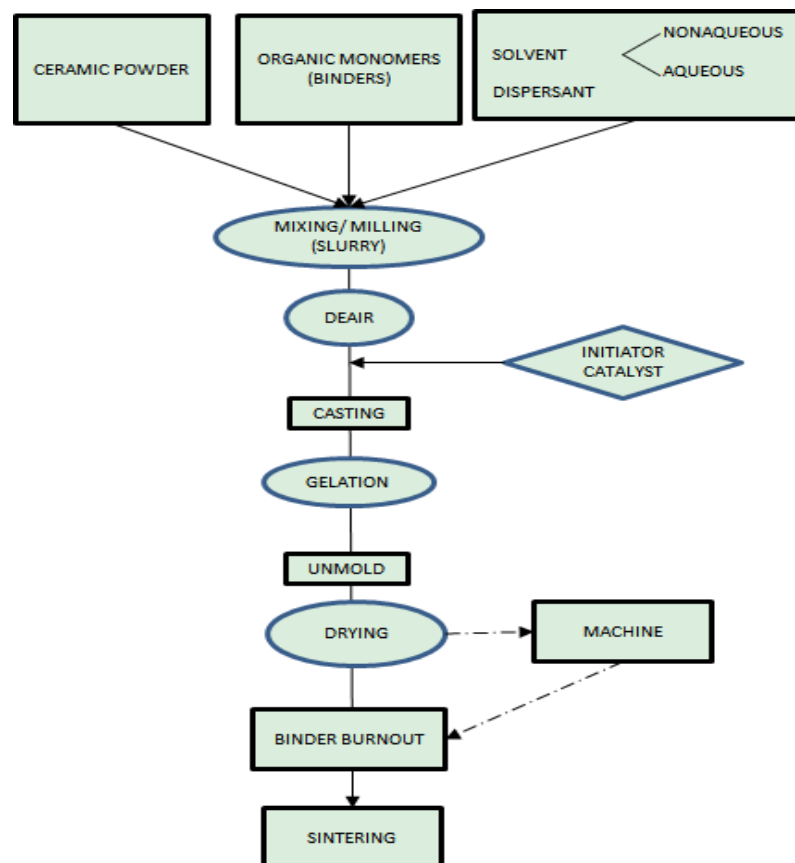 CERAMIC POWDER
ORGANIC MONOMERS
(BINDERS)
NONAQUEOUS
SOLVENT
AQUEOUS
DISPERSANT
MIXING/ MILLING
(SLURRY)
DEAIR
INITIATOR
CATALYST
CASTING
GELATION
UNMOLD
DRYING
MACHINE
BINDER BURNOUT
SINTERING